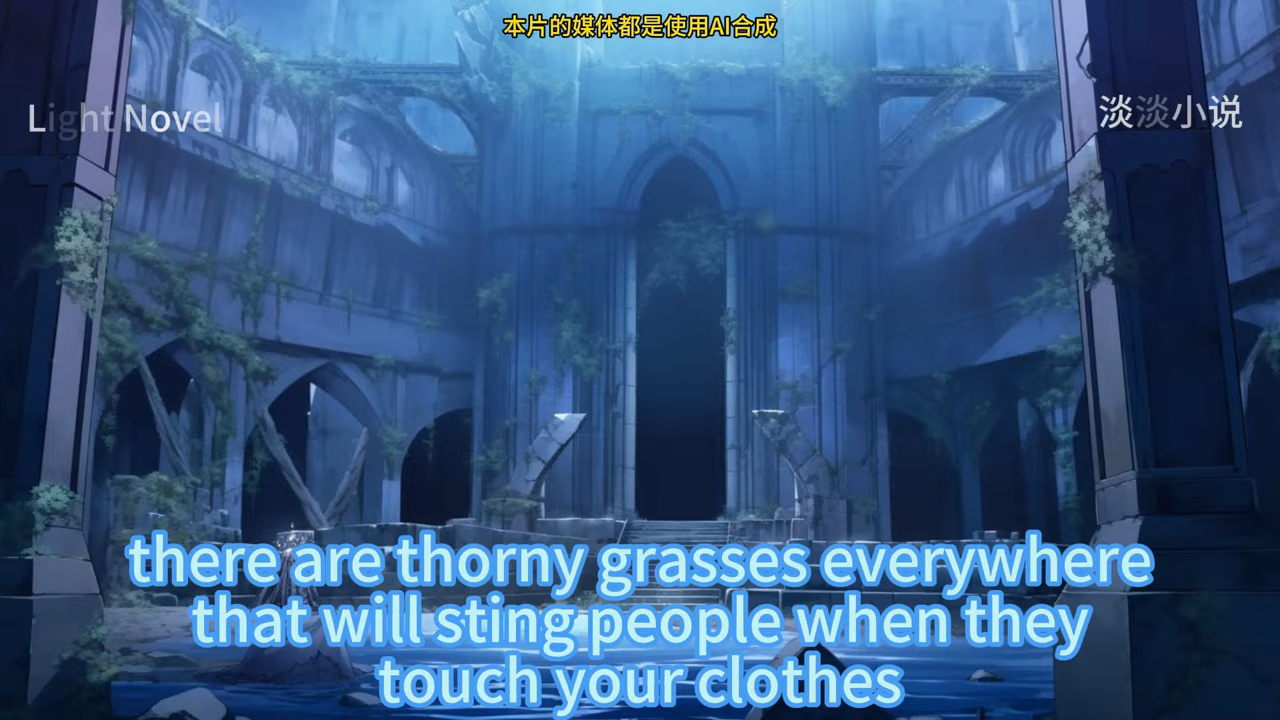 本片的媒体都是使用AI合成
Light Novel
淡淡小说
there are thorny grasses everywhere
that will sting people when they
touch your clothes